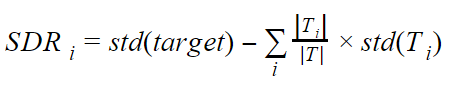 SDR_i = std(target) − ∑_i |T_i|/|T| × std(T_i)